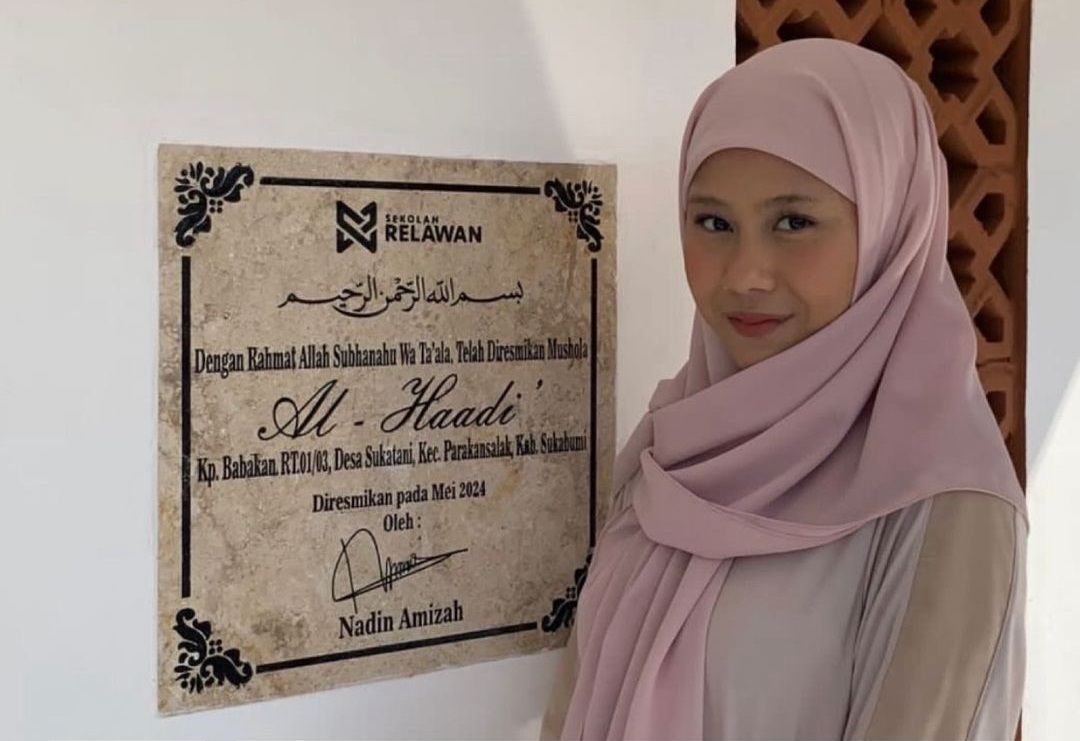 SEKOLAH
RELAWAN
بسم الله الرحمن الرحيم
Dengan Rahmat Allah Subhanahu Wa Ta'ala, Telah Diresmikan Mushola
Al - Haadi'
Kp. Babakan. RT.01/03, Desa Sukatani, Kec. Parakansalak, Kab. Sukabumi
Diresmikan pada Mei 2024
Oleh :
Nadin Amizah